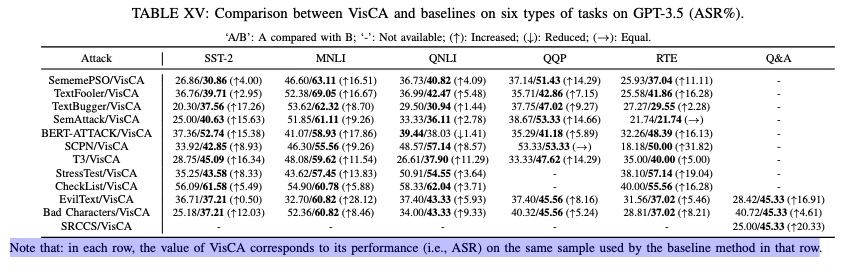 TABLE XV: Comparison between VisCA and baselines on six types of tasks on GPT-3.5 (ASR%).
'A/B': A compared with B; '-': Not available; (↑): Increased; (↓): Reduced; (→): Equal.
Attack SST-2 MNLI QNLI QQP RTE Q&A
SememePSO/VisCA 26.86/30.86 (↑4.00) 46.60/63.11 (↑16.51) 36.73/40.82 (↑4.09) 37.14/51.43 (↑14.29) 25.93/37.04 (↑11.11) -
TextFooler/VisCA 36.76/39.71 (↑2.95) 52.38/69.05 (↑16.67) 36.99/42.47 (↑5.48) 35.71/42.86 (↑7.15) 25.58/41.86 (↑16.28) -
TextBugger/VisCA 20.30/37.56 (↑17.26) 53.62/62.32 (↑8.70) 29.50/30.94 (↑1.44) 37.75/47.02 (↑9.27) 27.27/29.55 (↑2.28) -
SemAttack/VisCA 25.00/40.63 (↑15.63) 51.85/61.11 (↑9.26) 33.33/36.11 (↑2.78) 38.67/53.33 (↑14.66) 21.74/21.74 (→) -
BERT-ATTACK/VisCA 37.36/52.74 (↑15.38) 41.07/58.93 (↑17.86) 39.44/38.03 (↓1.41) 35.29/41.18 (↑5.89) 32.26/48.39 (↑16.13) -
SCPN/VisCA 33.92/42.85 (↑8.93) 46.30/55.56 (↑9.26) 48.57/57.14 (↑8.57) 53.33/53.33 (→) 18.18/50.00 (↑31.82) -
T3/VisCA 28.75/45.09 (↑16.34) 48.08/59.62 (↑11.54) 26.61/37.90 (↑11.29) 33.33/47.62 (↑14.29) 35.00/40.00 (↑5.00) -
StressTest/VisCA 35.25/43.58 (↑8.33) 43.62/57.45 (↑13.83) 50.91/54.55 (↑3.64) - 38.10/57.14 (↑19.04) -
CheckList/VisCA 56.09/61.58 (↑5.49) 54.90/60.78 (↑5.88) 58.33/62.04 (↑3.71) - 40.00/55.56 (↑16.28) -
EvilText/VisCA 36.71/37.21 (↑0.50) 32.70/60.82 (↑28.12) 37.40/43.33 (↑5.93) 37.40/45.56 (↑8.16) 31.56/37.02 (↑5.46) 28.42/45.33 (↑16.91)
Bad Characters/VisCA 25.18/37.21 (↑12.03) 52.36/60.82 (↑8.46) 34.00/43.33 (↑9.33) 40.32/45.56 (↑5.24) 28.81/37.02 (↑8.21) 40.72/45.33 (↑4.61)
SRCCS/VisCA - - - - - 25.00/45.33 (↑20.33)
Note that: in each row, the value of VisCA corresponds to its performance (i.e., ASR) on the same sample used by the baseline method in that row.